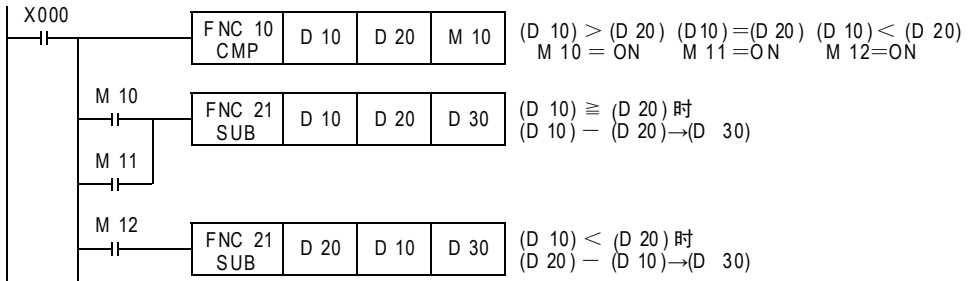 X000
FNC 10 CMP D 10 D 20 M 10
(D 10) > (D 20) (D10)=(D 20) (D 10) < (D 20)
M 10 = ON M 11=ON M 12=ON
M 10
FNC 21 SUB D 10 D 20 D 30
(D 10) ≧ (D 20) 时
(D 10) － (D 20)→(D 30)
M 11
M 12
FNC 21 SUB D 20 D 10 D 30
(D 10) < (D 20) 时
(D 20) － (D 10)→(D 30)